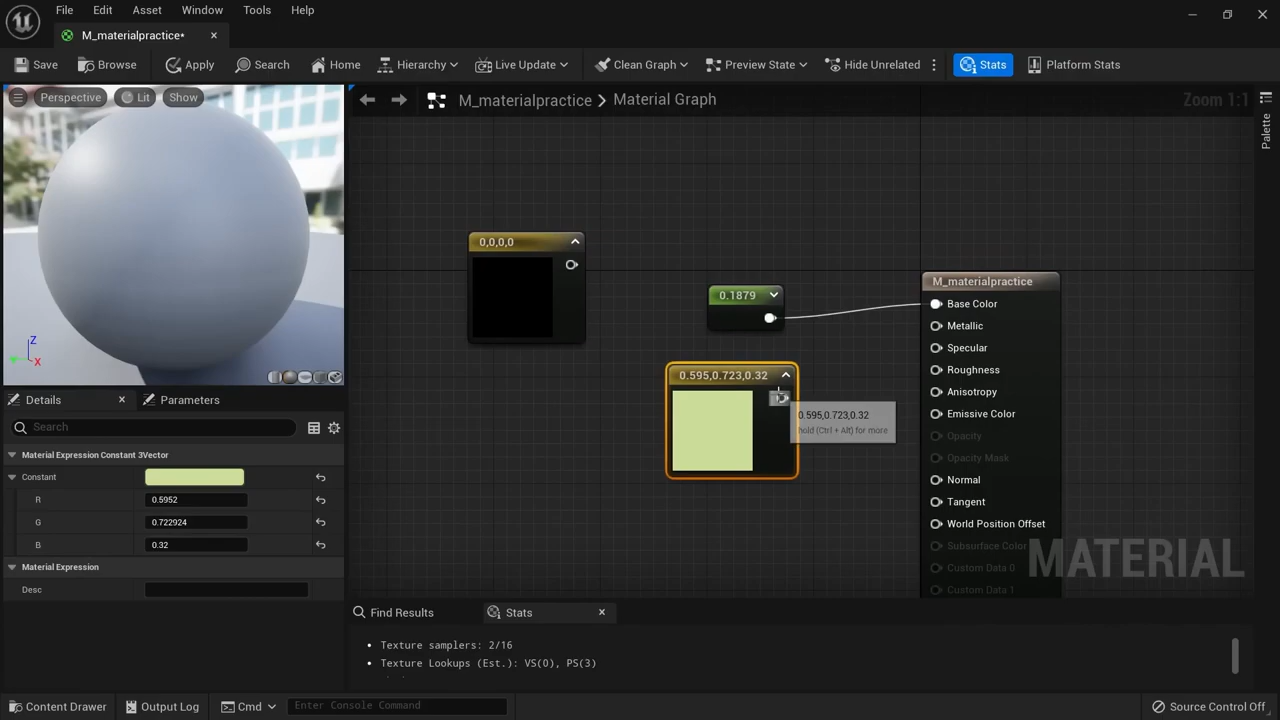 File Edit Asset Window Tools Help
M_materialpractice*
Save Browse Apply Search Home Hierarchy Live Update Clean Graph Preview State Hide Unrelated Stats Platform Stats
Perspective Lit Show
M_materialpractice Material Graph Zoom 1:1
Palette
0,0,0,0
0.1879
M_materialpractice
Base Color
Metallic
Specular
Roughness
Anisotropy
Emissive Color
Opacity
Opacity Mask
Normal
Tangent
World Position Offset
Subsurface Color
Custom Data 0
Custom Data 1
0.595,0.723,0.32
0.595,0.723,0.32
hold (Ctrl + Alt) for more
MATERIAL
Z
X
Details Parameters
Search
Material Expression Constant 3Vector
Constant
R 0.5952
G 0.722924
B 0.32
Material Expression
Desc
Find Results Stats
Texture samplers: 2/16
Texture Lookups (Est.): VS(0), PS(3)
Content Drawer Output Log Cmd Enter Console Command Source Control Off